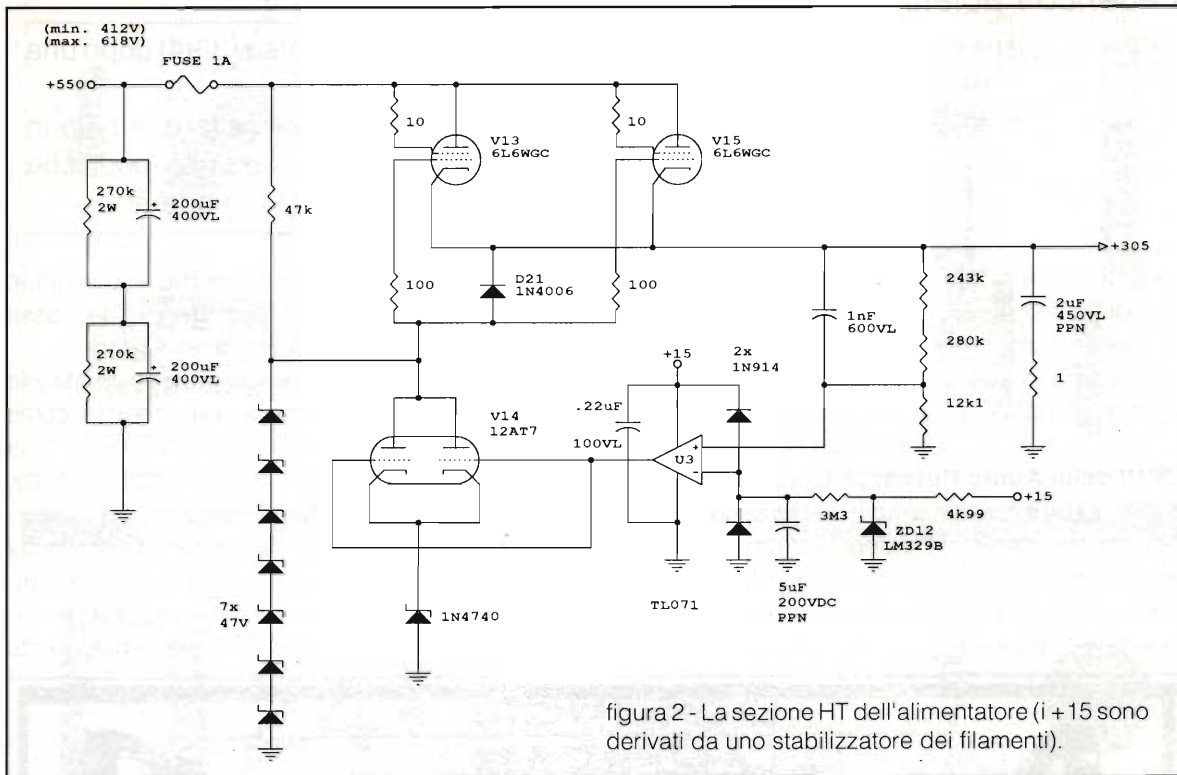 (min. 412V)
(max. 618V)
FUSE 1A
+550
10
V13
6L6WGC
10
V15
6L6WGC
270k
2W
200uF
400VL
+
47k
+305
100
D21
1N4006
100
243k
2uF
450VL
PPN
1nF
600VL
280k
2x
1N914
+15
1
270k
2W
200uF
400VL
+
V14
12AT7
.22uF
100VL
12k1
+
U3
-
+15
3M3
4k99
ZD12
LM329B
7x
47V
1N4740
TL071
5uF
200VDC
PPN
figura 2 - La sezione HT dell'alimentatore (i +15 sono
derivati da uno stabilizzatore dei filamenti).